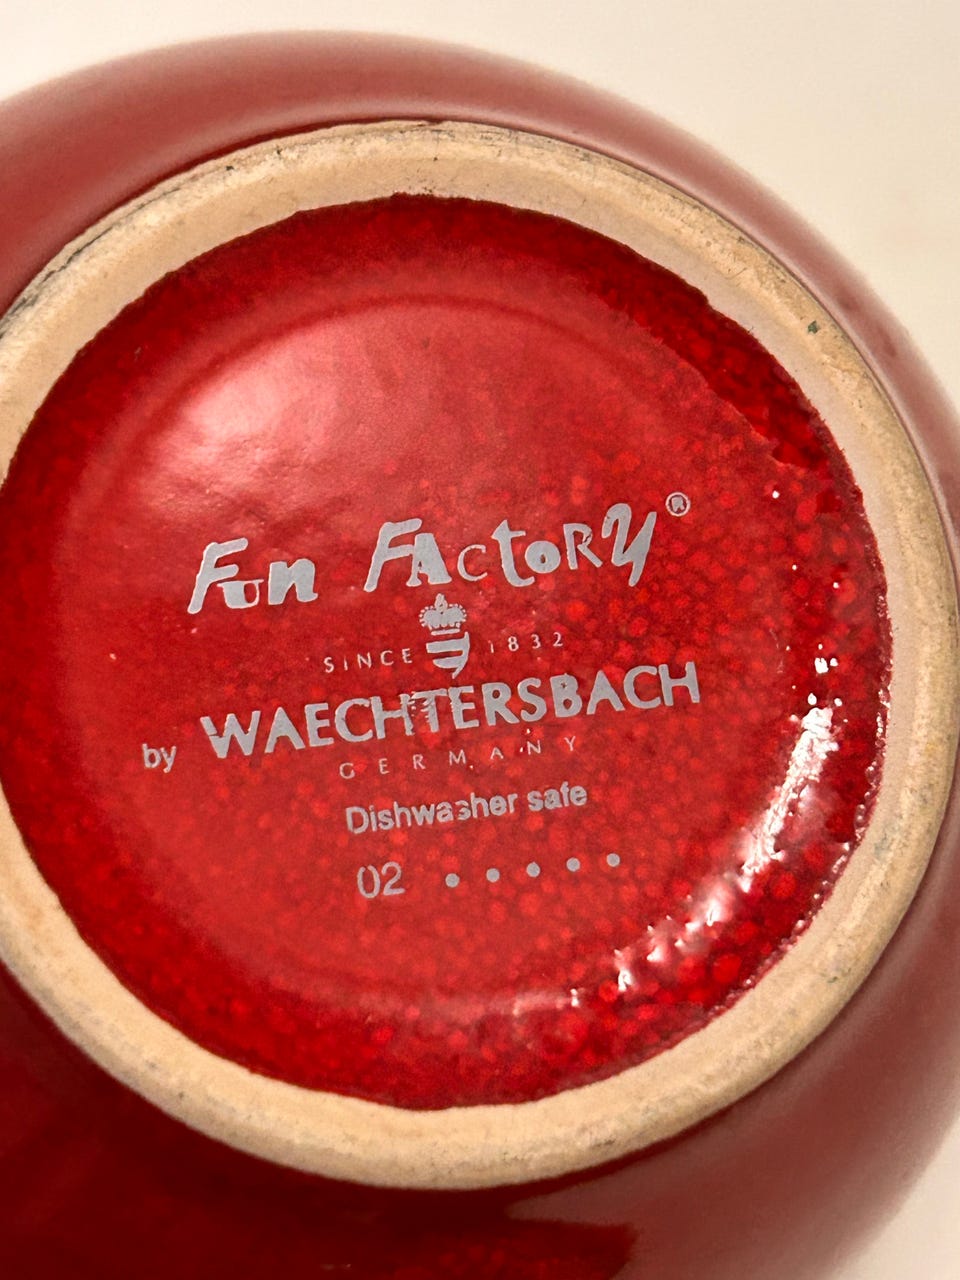 Fun Factory®
SINCE 1832
by WAECHTERSBACH
GERMANY
Dishwasher safe
02 • • • • •